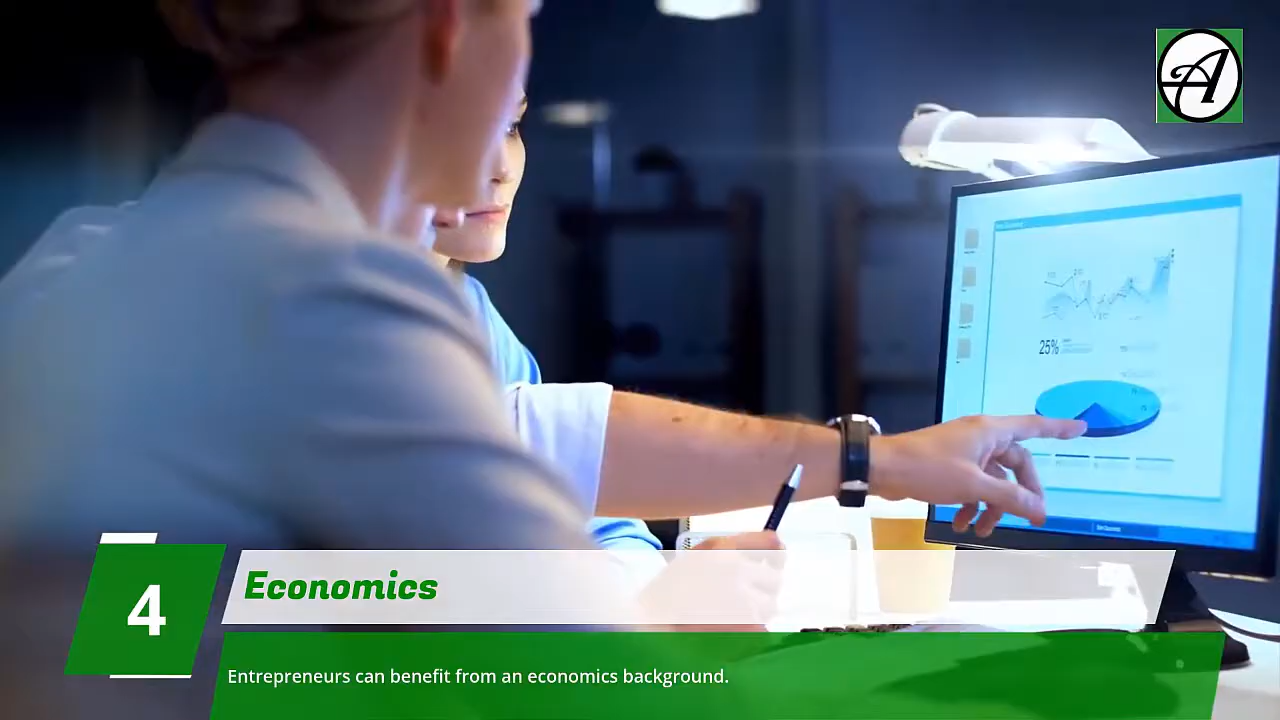 A
25%
4
Economics
Entrepreneurs can benefit from an economics background.